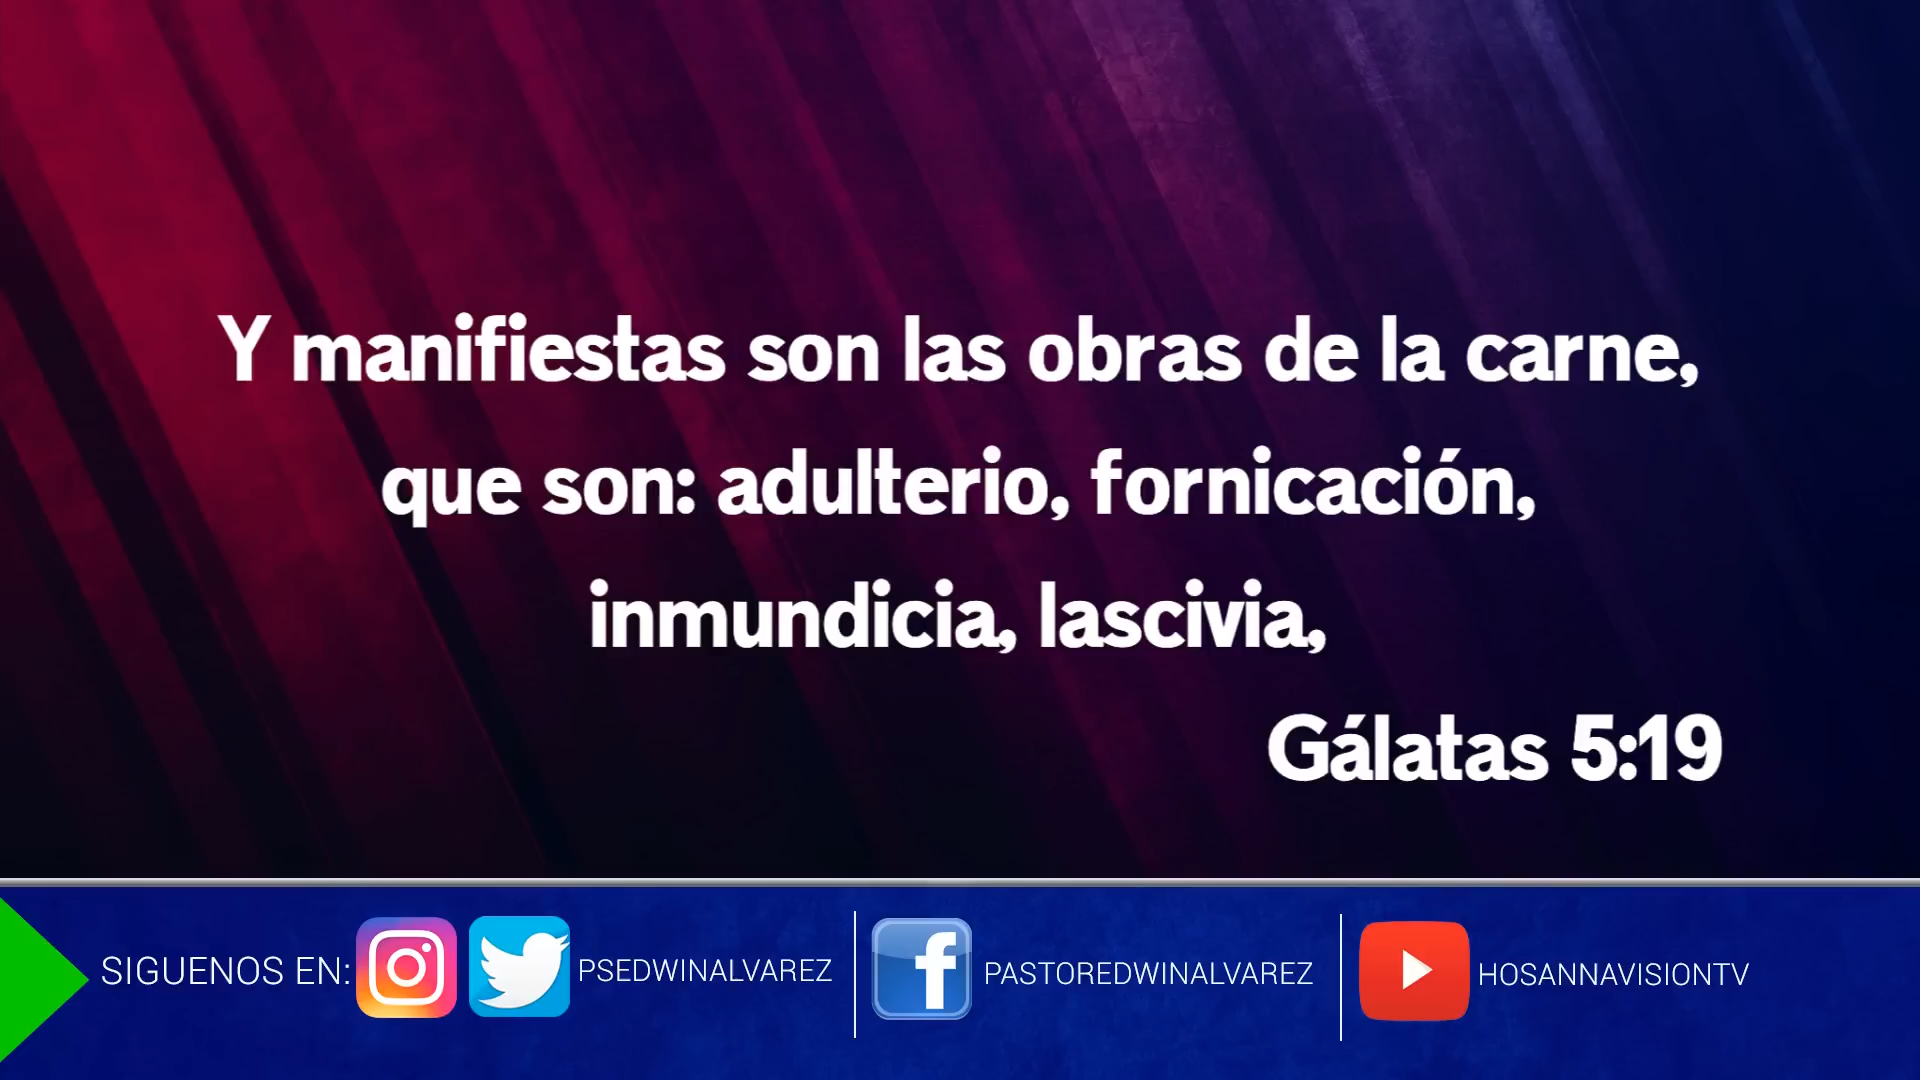 Y manifiestas son las obras de la carne,
que son: adulterio, fornicación,
inmundicia, lascivia,
Gálatas 5:19
SIGUENOS EN: PSEDWINALVAREZ PASTOREDWINALVAREZ HOSANNAVISIONTV